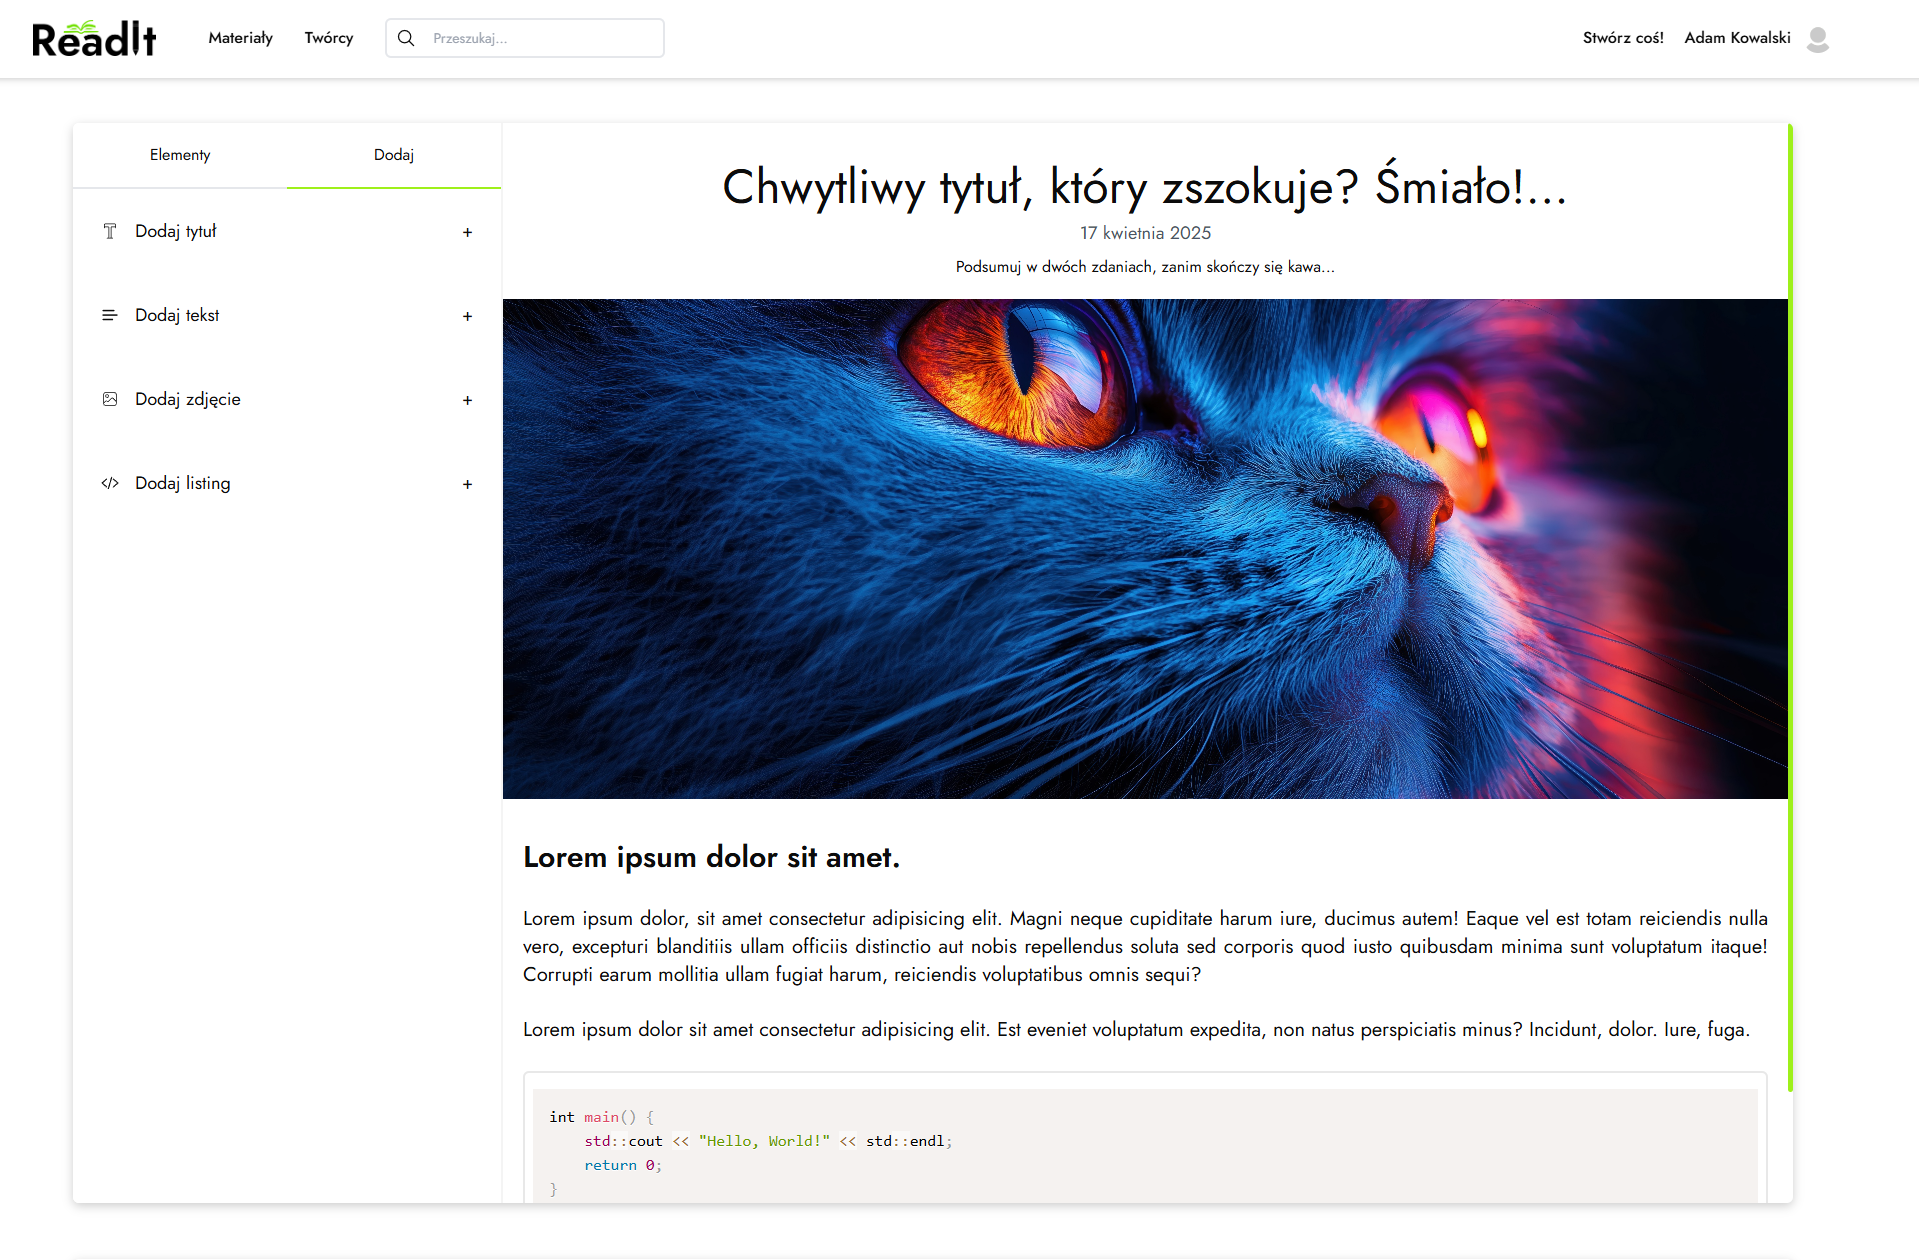 ReadIt
Materiały
Twórcy
Przeszukaj...
Stwórz coś!
Adam Kowalski
Elementy
Dodaj
Dodaj tytuł +
Dodaj tekst +
Dodaj zdjęcie +
Dodaj listing +
Chwytliwy tytuł, który zszokuje? Śmiało!...
17 kwietnia 2025
Podsumuj w dwóch zdaniach, zanim skończy się kawa...
Lorem ipsum dolor sit amet.
Lorem ipsum dolor, sit amet consectetur adipisicing elit. Magni neque cupiditate harum iure, ducimus autem! Eaque vel est totam reiciendis nulla
vero, excepturi blanditiis ullam officiis distinctio aut nobis repellendus soluta sed corporis quod iusto quibusdam minima sunt voluptatum itaque!
Corrupti earum mollitia ullam fugiat harum, reiciendis voluptatibus omnis sequi?
Lorem ipsum dolor sit amet consectetur adipisicing elit. Est eveniet voluptatum expedita, non natus perspiciatis minus? Incidunt, dolor. Iure, fuga.
int main() {
    std::cout << "Hello, World!" << std::endl;
    return 0;
}